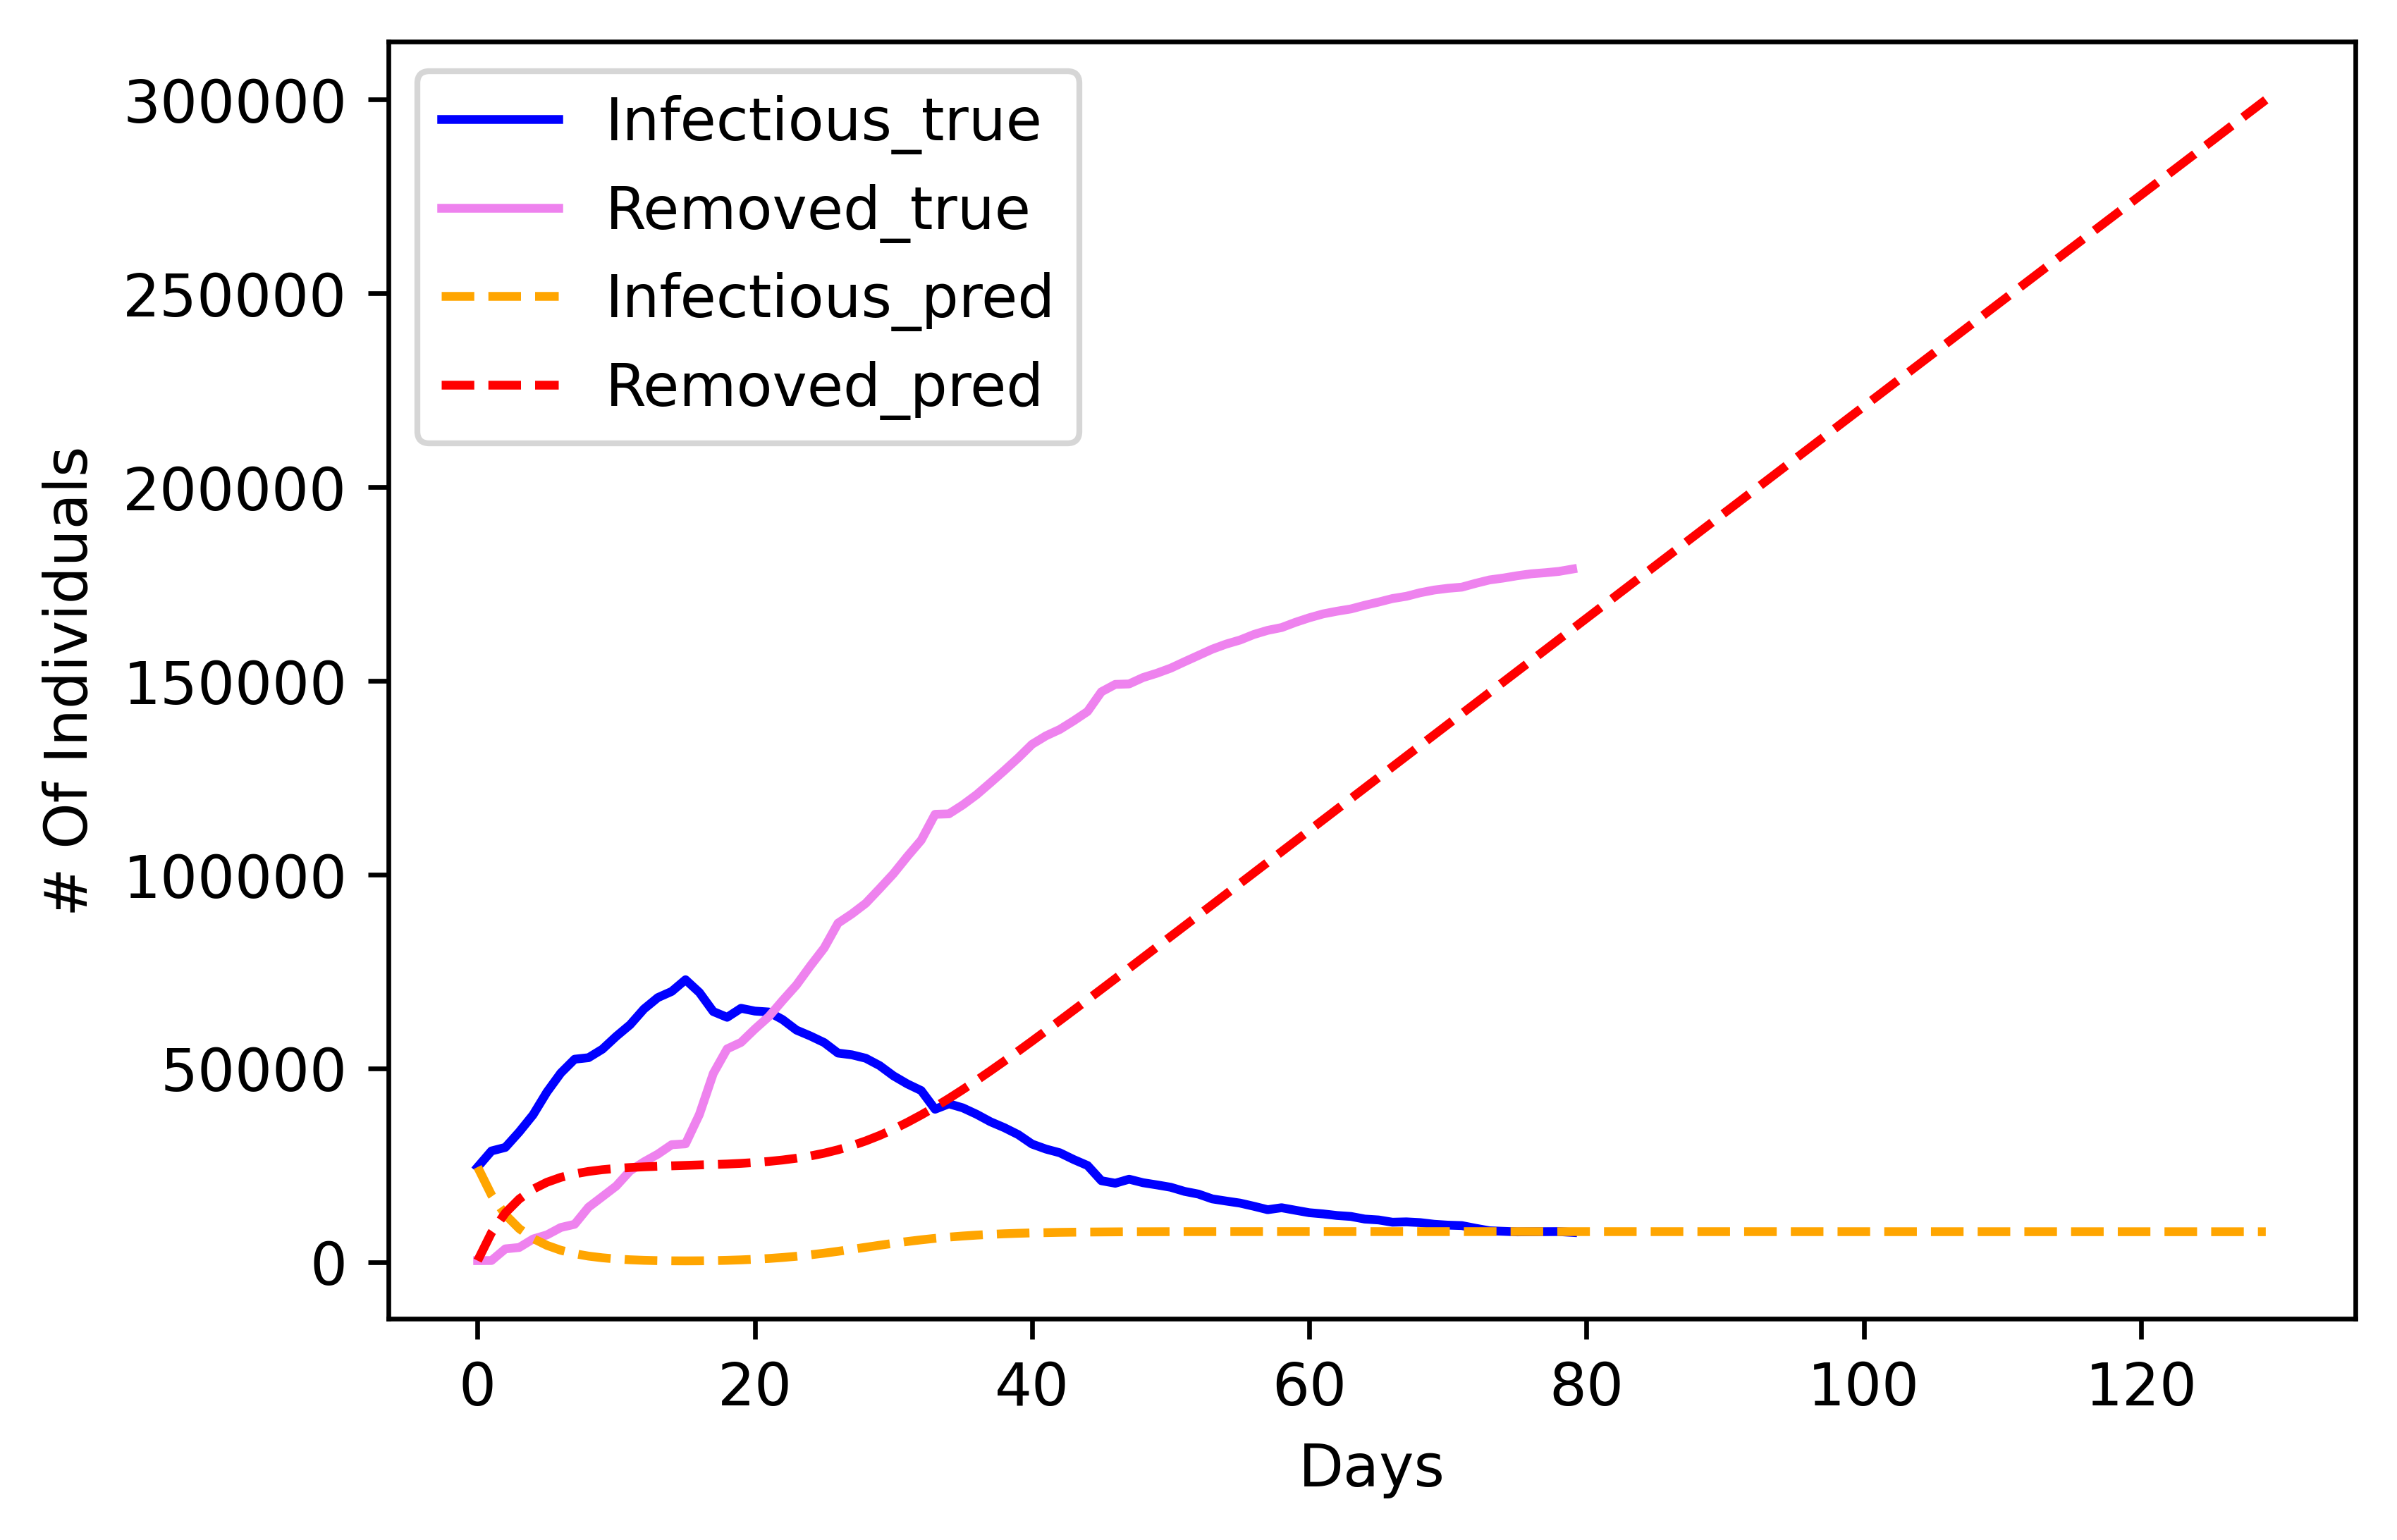 300000
250000
200000
150000
100000
50000
0
# Of Individuals
Infectious_true
Removed_true
Infectious_pred
Removed_pred
0 20 40 60 80 100 120
Days